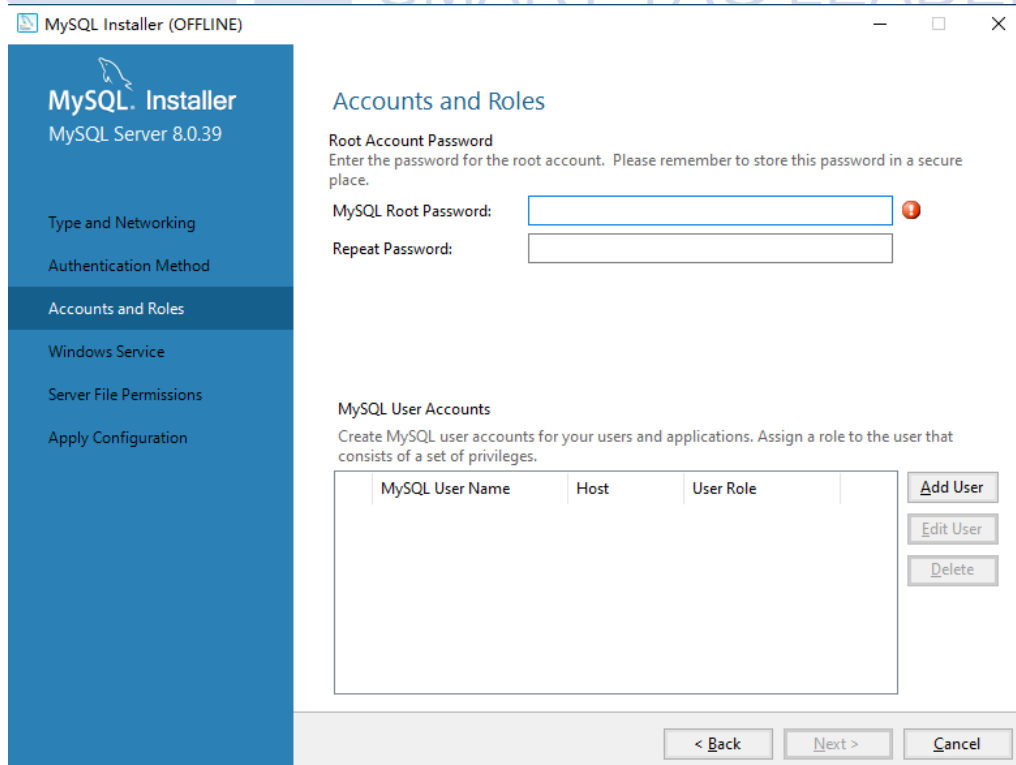 SMART TAG LEADER
MySQL Installer (OFFLINE)
MySQL. Installer
MySQL Server 8.0.39
Type and Networking
Authentication Method
Accounts and Roles
Windows Service
Server File Permissions
Apply Configuration
Accounts and Roles
Root Account Password
Enter the password for the root account. Please remember to store this password in a secure
place.
MySQL Root Password:
Repeat Password:
MySQL User Accounts
Create MySQL user accounts for your users and applications. Assign a role to the user that
consists of a set of privileges.
MySQL User Name Host User Role
Add User
Edit User
Delete
< Back Next > Cancel